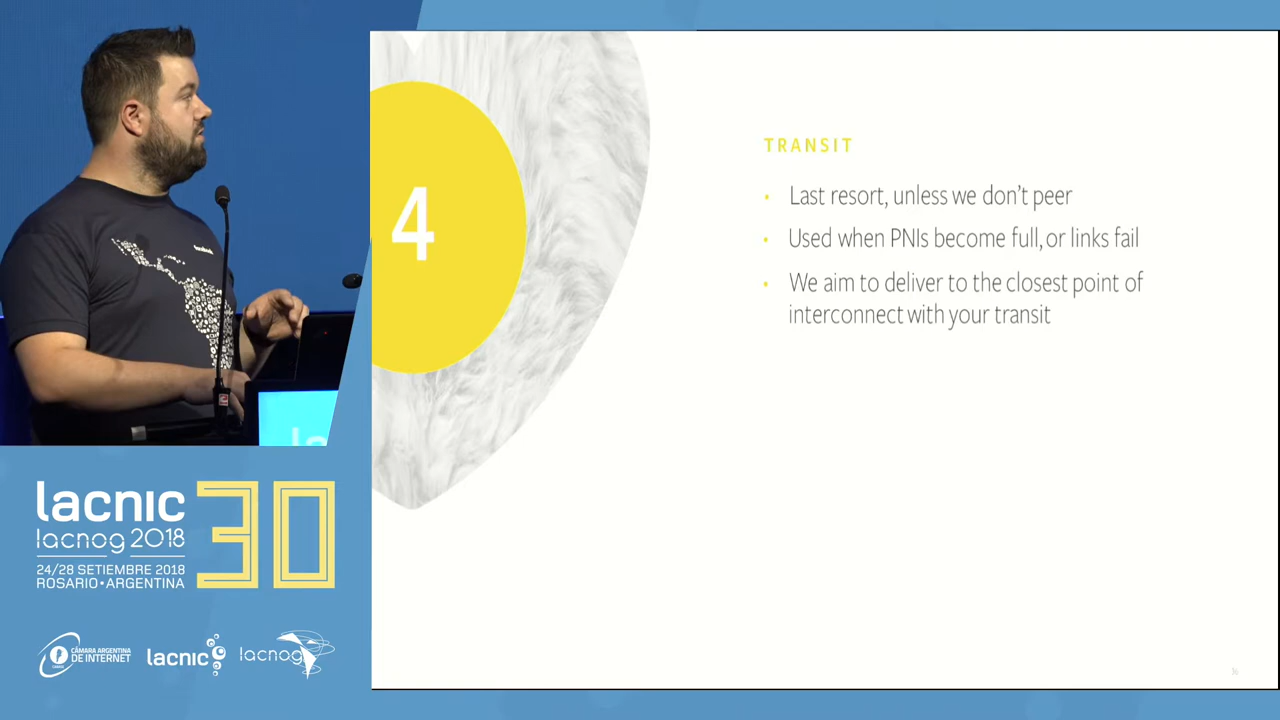 4
TRANSIT
• Last resort, unless we don't peer
• Used when PNIs become full, or links fail
• We aim to deliver to the closest point of
interconnect with your transit
facebook
la
lacnic 30
lacnog 2018
24/28 SETIEMBRE 2018
ROSARIO•ARGENTINA
CÁMARA ARGENTINA
DE INTERNET
lacnic
lacnog